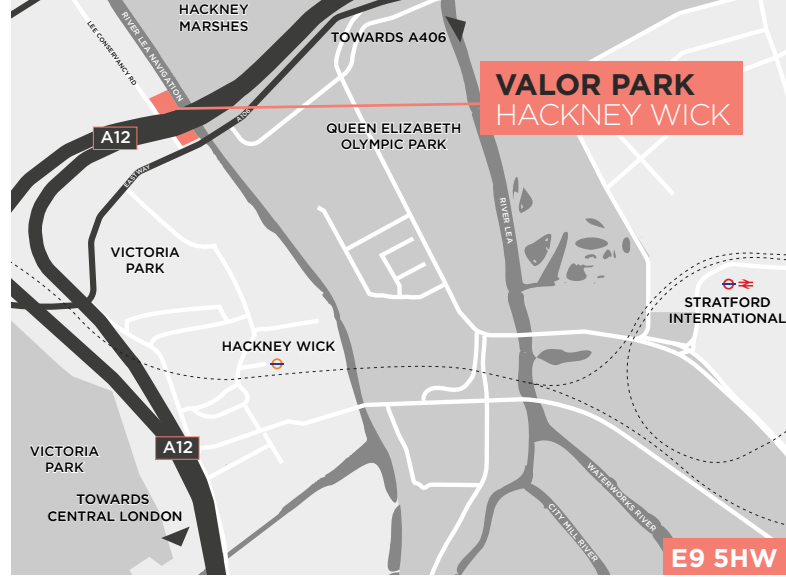 HACKNEY
MARSHES
RIVER LEA NAVIGATION
LEE CONSERVANCY RD
TOWARDS A406
VALOR PARK
HACKNEY WICK
A12
A106
QUEEN ELIZABETH
OLYMPIC PARK
EASTWAY
RIVER LEA
VICTORIA
PARK
STRATFORD
INTERNATIONAL
HACKNEY WICK
A12
VICTORIA
PARK
TOWARDS
CENTRAL LONDON
WATERWORKS RIVER
CITY MILL RIVER
E9 5HW